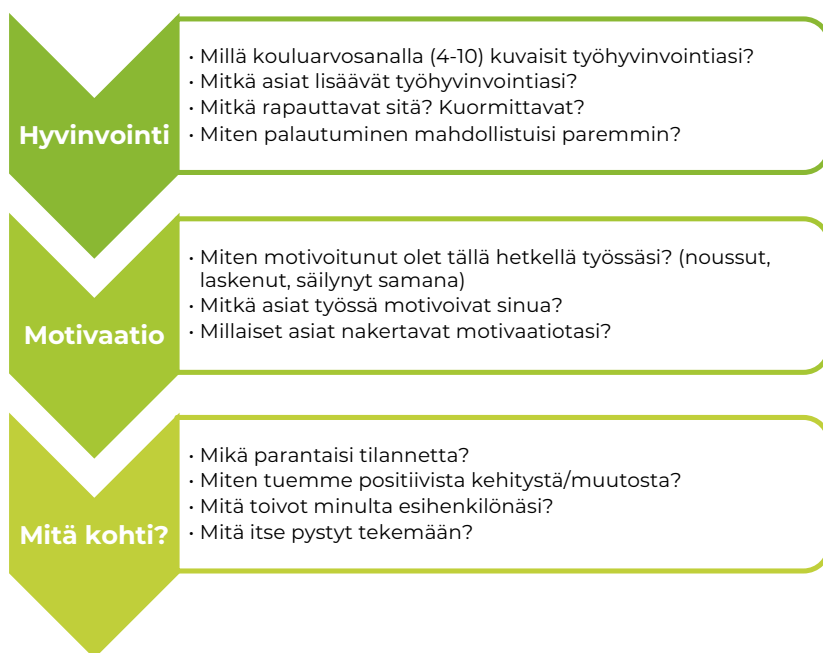 Hyvinvointi
• Millä kouluarvosanalla (4-10) kuvaisit työhyvinvointiasi?
• Mitkä asiat lisäävät työhyvinvointiasi?
• Mitkä rapauttavat sitä? Kuormittavat?
• Miten palautuminen mahdollistuisi paremmin?
Motivaatio
• Miten motivoitunut olet tällä hetkellä työssäsi? (noussut,
laskenut, säilynyt samana)
• Mitkä asiat työssä motivoivat sinua?
• Millaiset asiat nakertavat motivaatiotasi?
Mitä kohti?
• Mikä parantaisi tilannetta?
• Miten tuemme positiivista kehitystä/muutosta?
• Mitä toivot minulta esihenkilönäsi?
• Mitä itse pystyt tekemään?